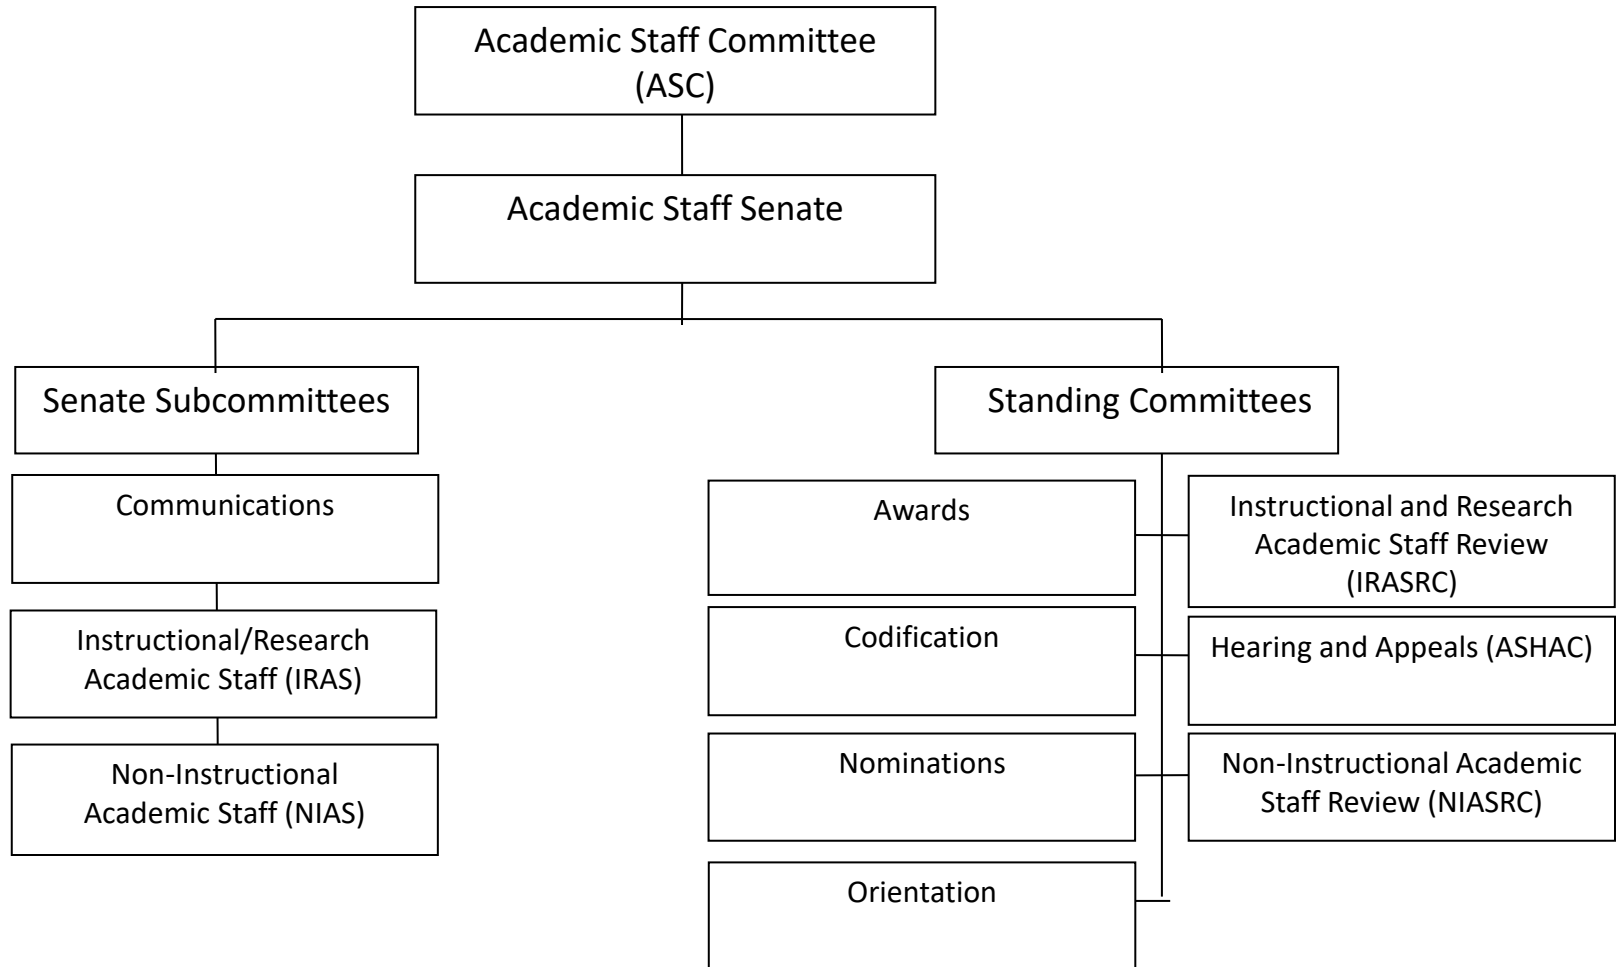 Academic Staff Committee
(ASC)
Academic Staff Senate
Senate Subcommittees
Standing Committees
Communications
Instructional/Research
Academic Staff (IRAS)
Non-Instructional
Academic Staff (NIAS)
Awards
Instructional and Research
Academic Staff Review
(IRASRC)
Codification
Hearing and Appeals (ASHAC)
Nominations
Non-Instructional Academic
Staff Review (NIASRC)
Orientation